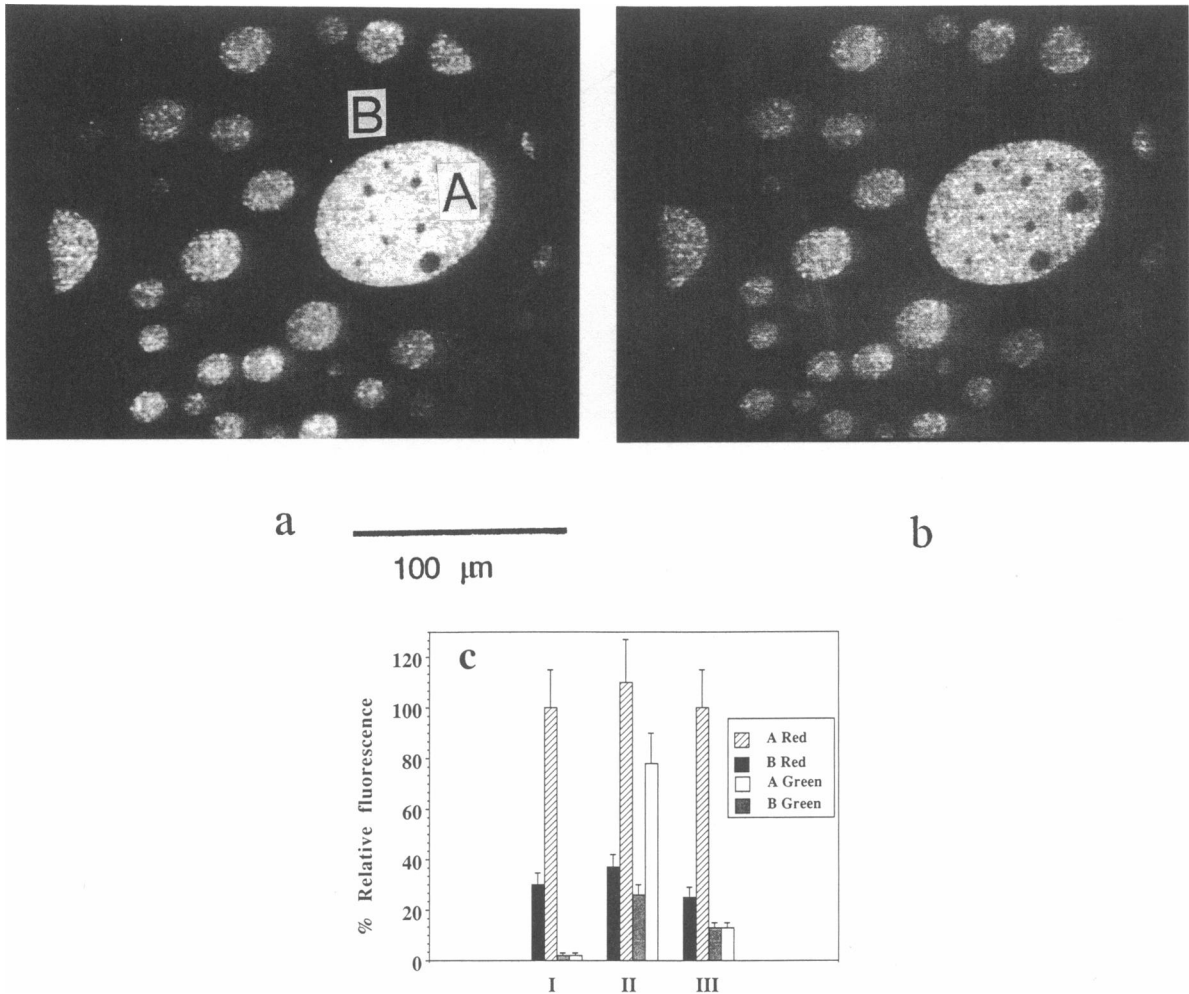 B
A
a
b
100 μm
c
% Relative fluorescence
120
100
80
60
40
20
0
I II III
A Red
B Red
A Green
B Green